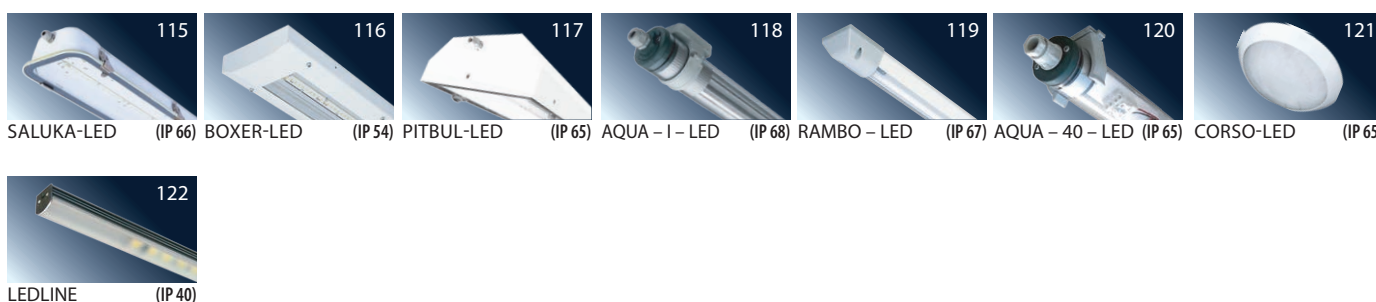 115 116 117 118 119 120 121
SALUKA-LED (IP 66) BOXER-LED (IP 54) PITBUL-LED (IP 65) AQUA – I – LED (IP 68) RAMBO – LED (IP 67) AQUA – 40 – LED (IP 65) CORSO-LED (IP 65
122
LEDLINE (IP 40)